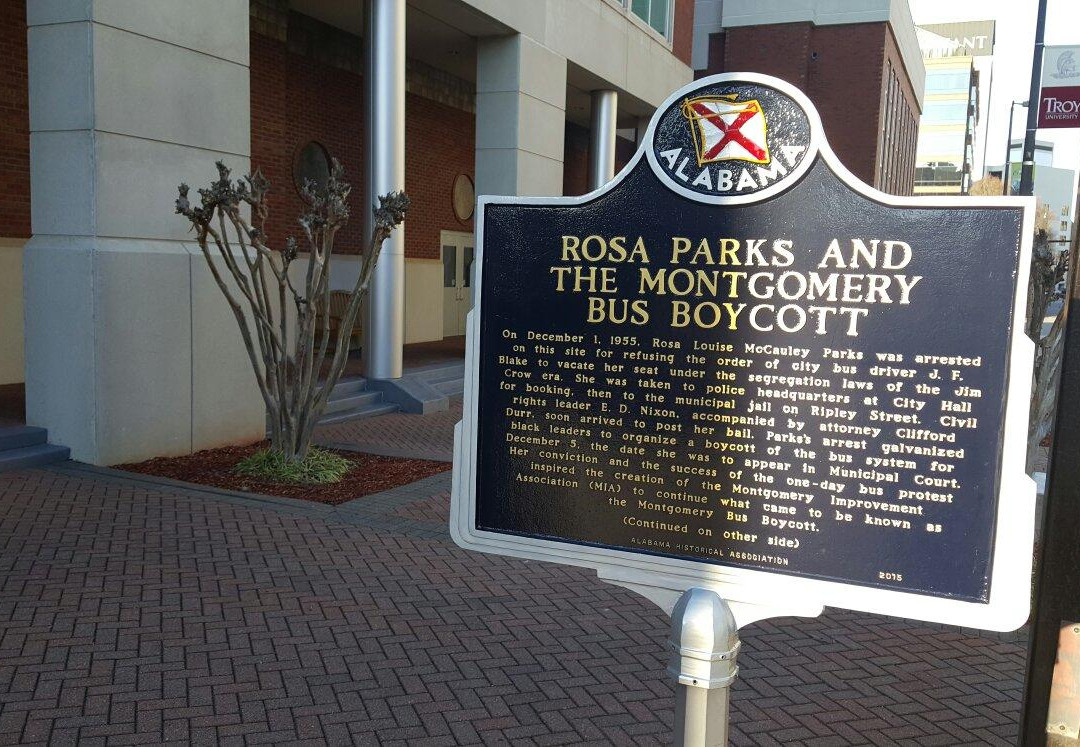 ALABAMA
ROSA PARKS AND
THE MONTGOMERY
BUS BOYCOTT
On December 1, 1955, Rosa Louise McCauley Parks was arrested
on this site for refusing the order of city bus driver J. F.
Blake to vacate her seat under the segregation laws of the Jim
Crow era. She was taken to police headquarters at City Hall
for booking, then to the municipal jail on Ripley Street. Civil
rights leader E. D. Nixon, accompanied by attorney Clifford
Durr, soon arrived to post her bail. Parks's arrest galvanized
black leaders to organize a boycott of the bus system for
December 5, the date she was to appear in Municipal Court.
Her conviction and the success of the one-day bus protest
inspired the creation of the Montgomery Improvement
Association (MIA) to continue what came to be known as
the Montgomery Bus Boycott.
(Continued on other side)
ALABAMA HISTORICAL ASSOCIATION
2015
TROY
UNIVERSITY